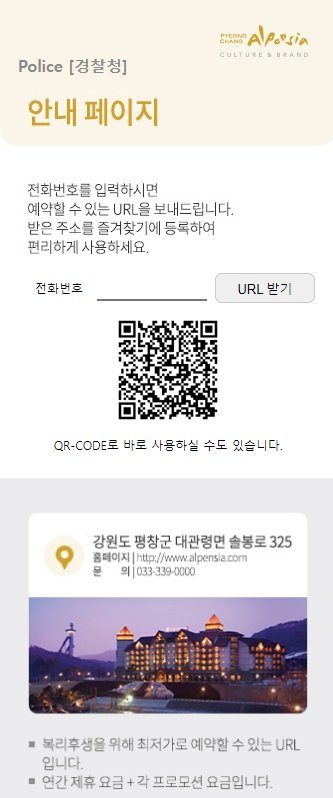 PYEONG
CHANG Alpensia
CULTURE & BRAND
Police [경찰청]
안내 페이지
전화번호를 입력하시면
예약할 수 있는 URL을 보내드립니다.
받은 주소를 즐겨찾기에 등록하여
편리하게 사용하세요.
전화번호
URL 받기
QR-CODE로 바로 사용하실 수도 있습니다.
강원도 평창군 대관령면 솔봉로 325
홈페이지 | http://www.alpensia.com
문 의 | 033-339-0000
■ 복리후생을 위해 최저가로 예약할 수 있는 URL
입니다.
■ 연간 제휴 요금 + 각 프로모션 요금입니다.